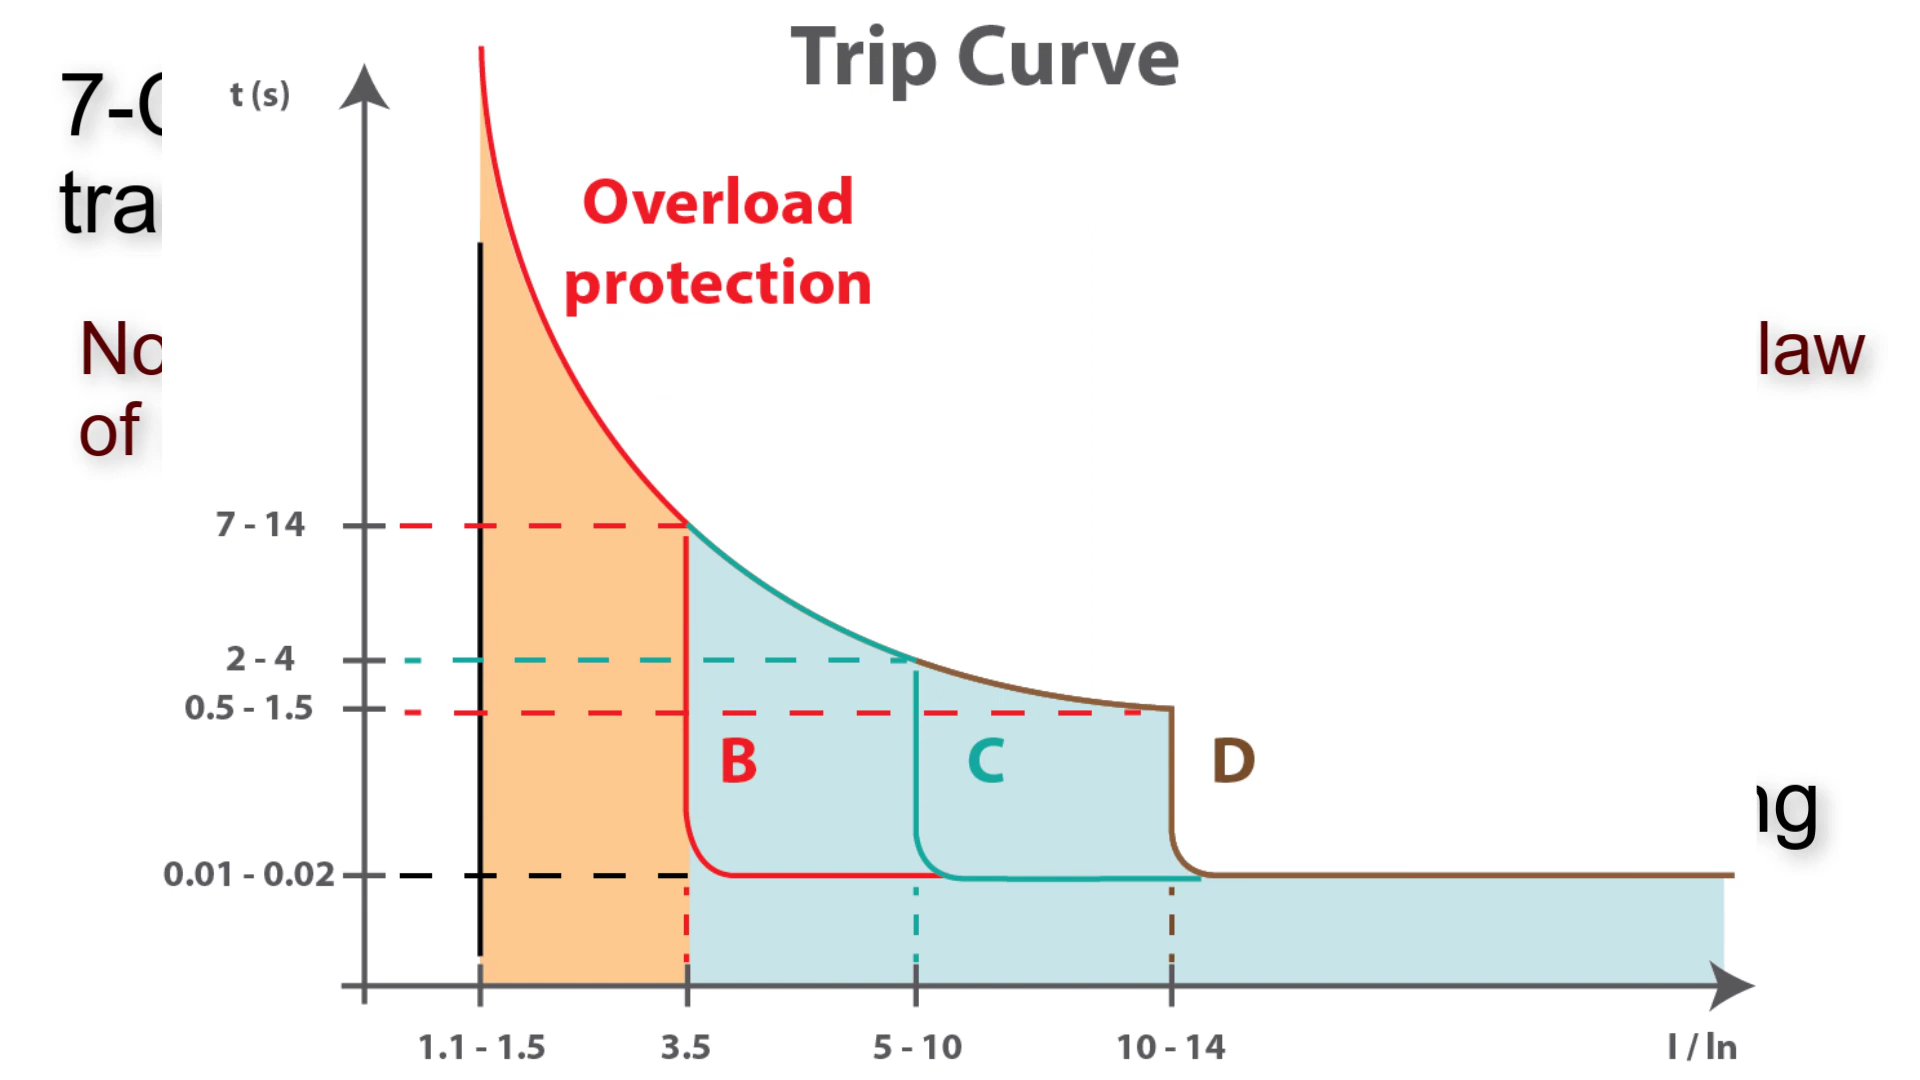 Trip Curve
t (s)
7-
tra
Overload
protection
No
law
of
7 - 14
2 - 4
0.5 - 1.5
B
C
D
ng
0.01 - 0.02
1.1 - 1.5
3.5
5 - 10
10 - 14
I / In